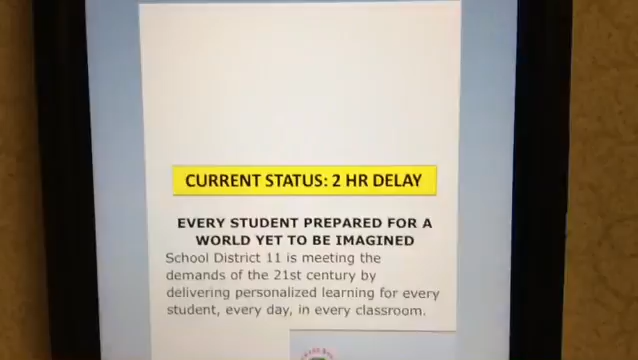 CURRENT STATUS: 2 HR DELAY
EVERY STUDENT PREPARED FOR A
WORLD YET TO BE IMAGINED
School District 11 is meeting the
demands of the 21st century by
delivering personalized learning for every
student, every day, in every classroom.